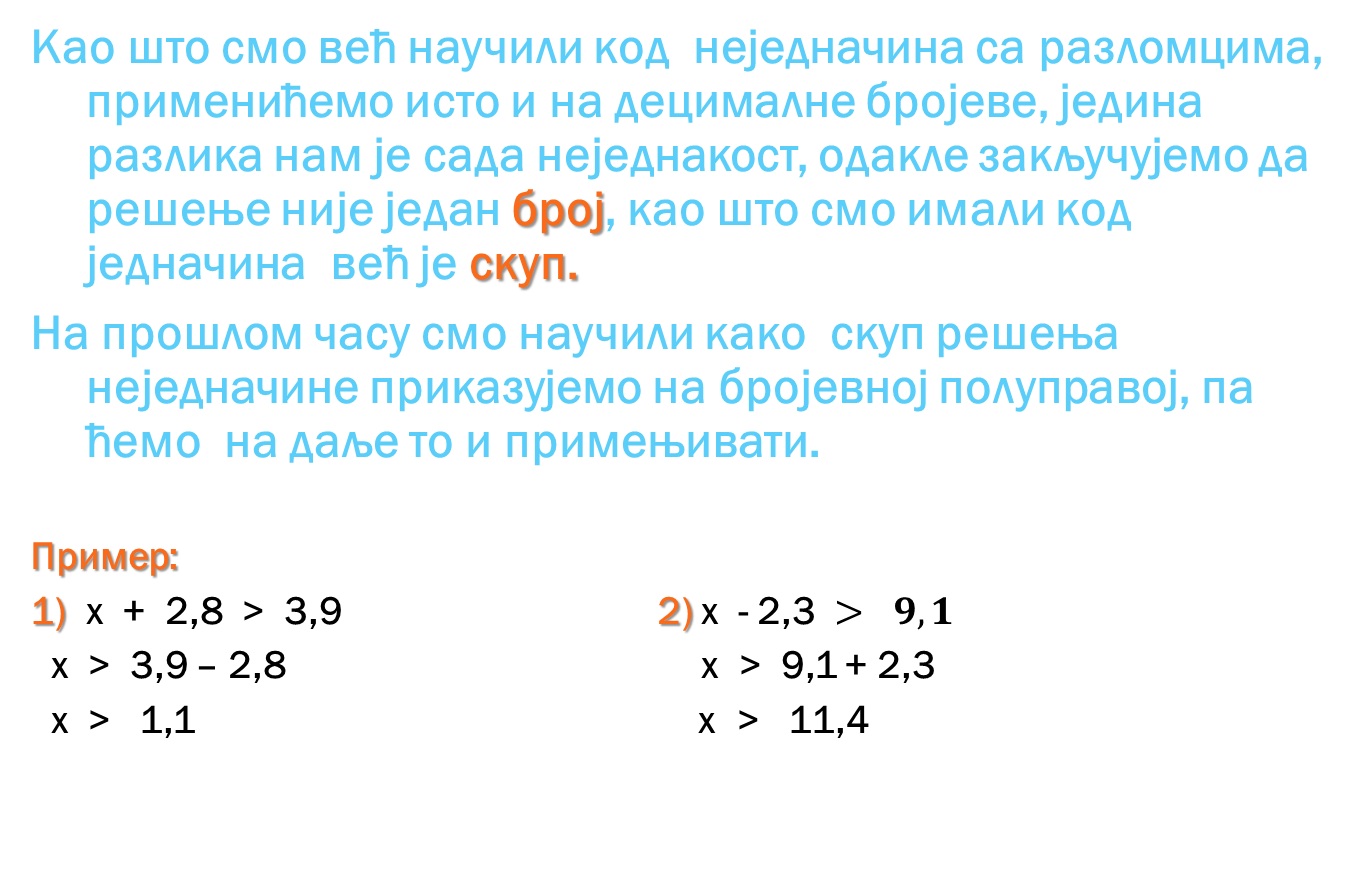 Као што смо већ научили код неједначина са разломцима,
применићемо исто и на децималне бројеве, једина
разлика нам је сада неједнакост, одакле закључујемо да
решење није један број, као што смо имали код
једначина већ је скуп.
На прошлом часу смо научили како скуп решења
неједначине приказујемо на бројевној полуправој, па
ћемо на даље то и примењивати.
Пример:
1) х + 2,8 > 3,9
х > 3,9 – 2,8
х > 1,1
2) х - 2,3 > 9,1
х > 9,1 + 2,3
х > 11,4